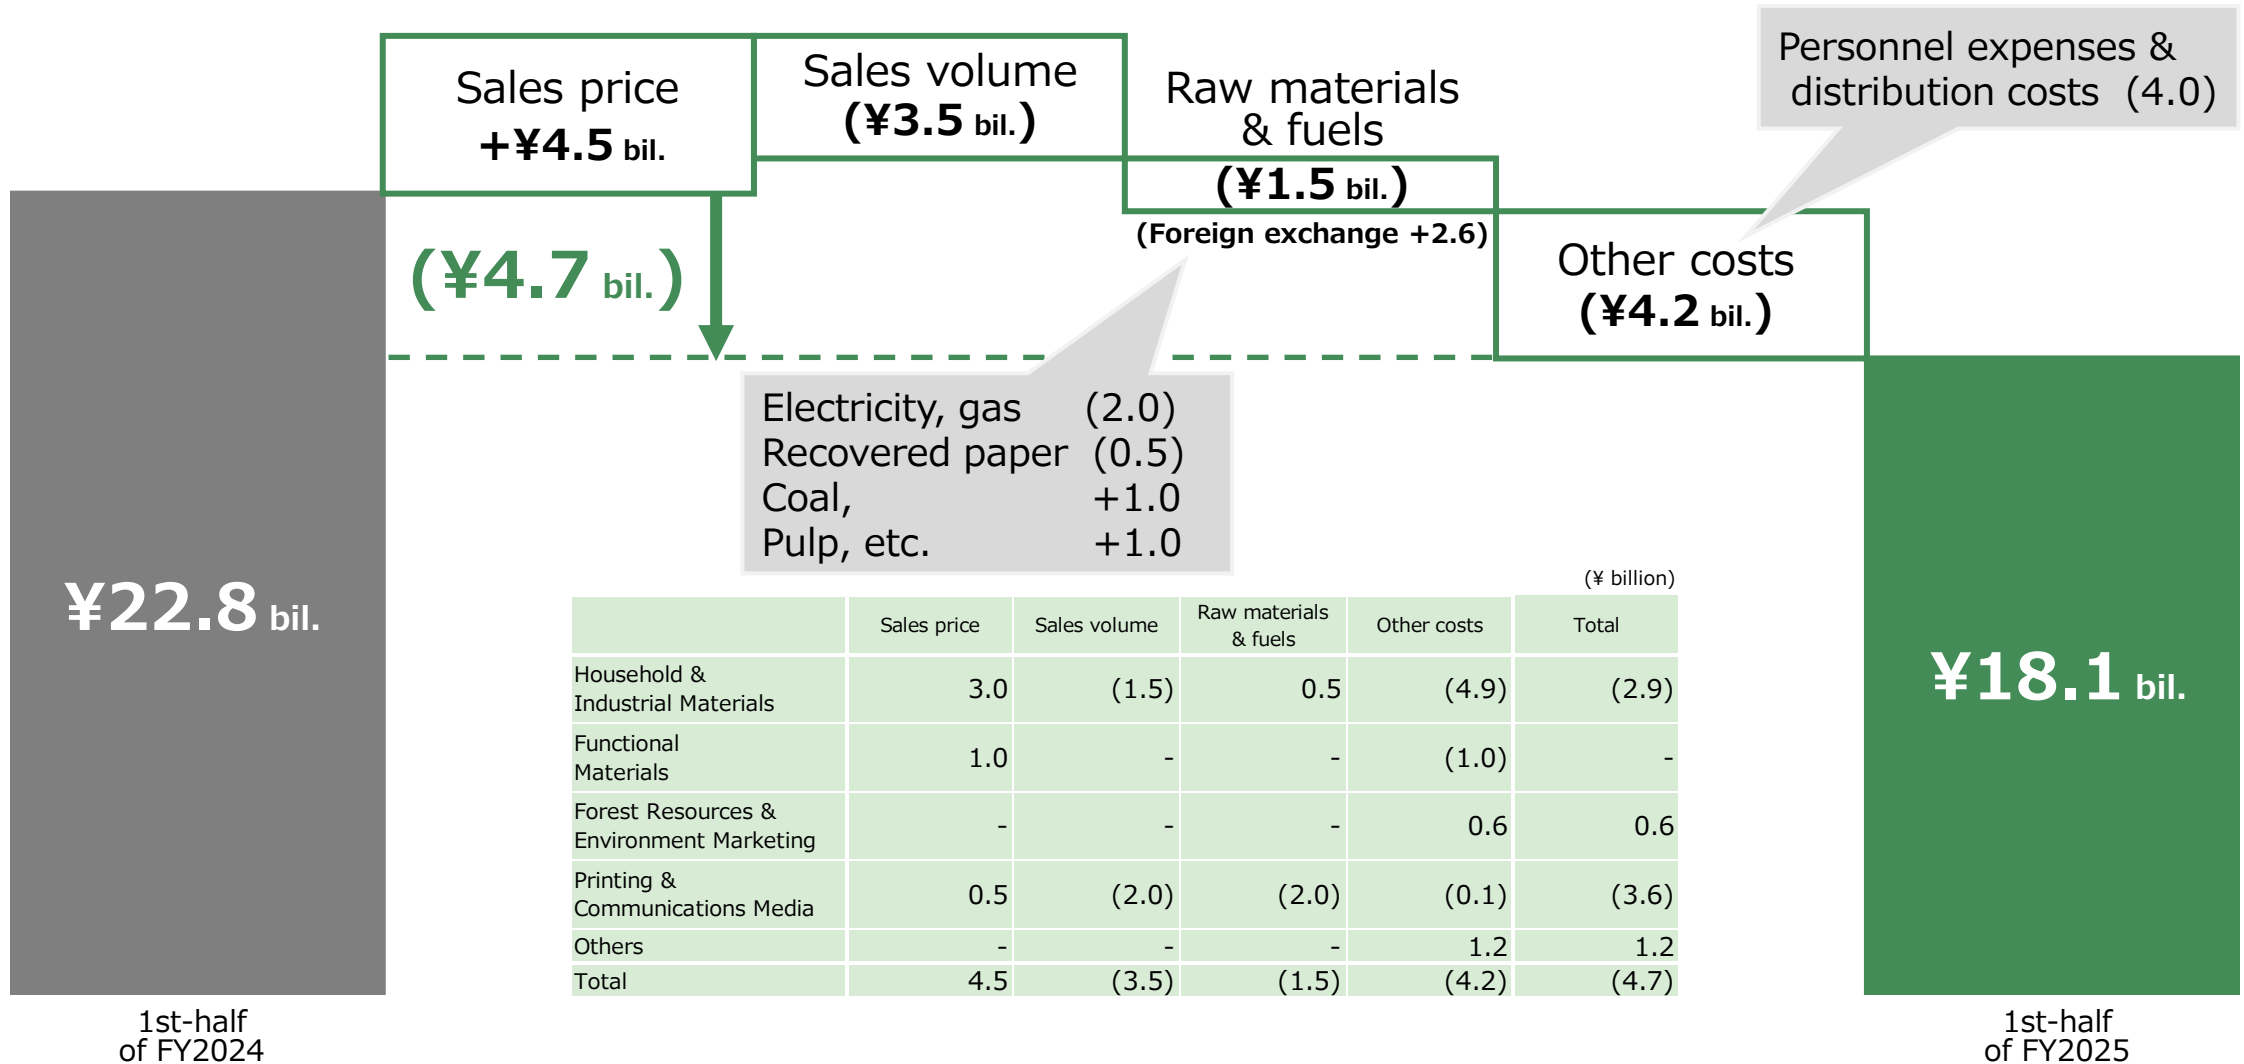 Sales price
+¥4.5 bil.
Sales volume
(¥3.5 bil.)
Raw materials
& fuels
(¥1.5 bil.)
(Foreign exchange +2.6)
Personnel expenses &
distribution costs (4.0)
Other costs
(¥4.2 bil.)
(¥4.7 bil.)
Electricity, gas (2.0)
Recovered paper (0.5)
Coal, +1.0
Pulp, etc. +1.0
¥22.8 bil.
¥18.1 bil.
(¥ billion)
Sales price Sales volume Raw materials & fuels Other costs Total
Household &
Industrial Materials 3.0 (1.5) 0.5 (4.9) (2.9)
Functional
Materials 1.0 - - (1.0) -
Forest Resources &
Environment Marketing - - - 0.6 0.6
Printing &
Communications Media 0.5 (2.0) (2.0) (0.1) (3.6)
Others - - - 1.2 1.2
Total 4.5 (3.5) (1.5) (4.2) (4.7)
1st-half
of FY2024
1st-half
of FY2025